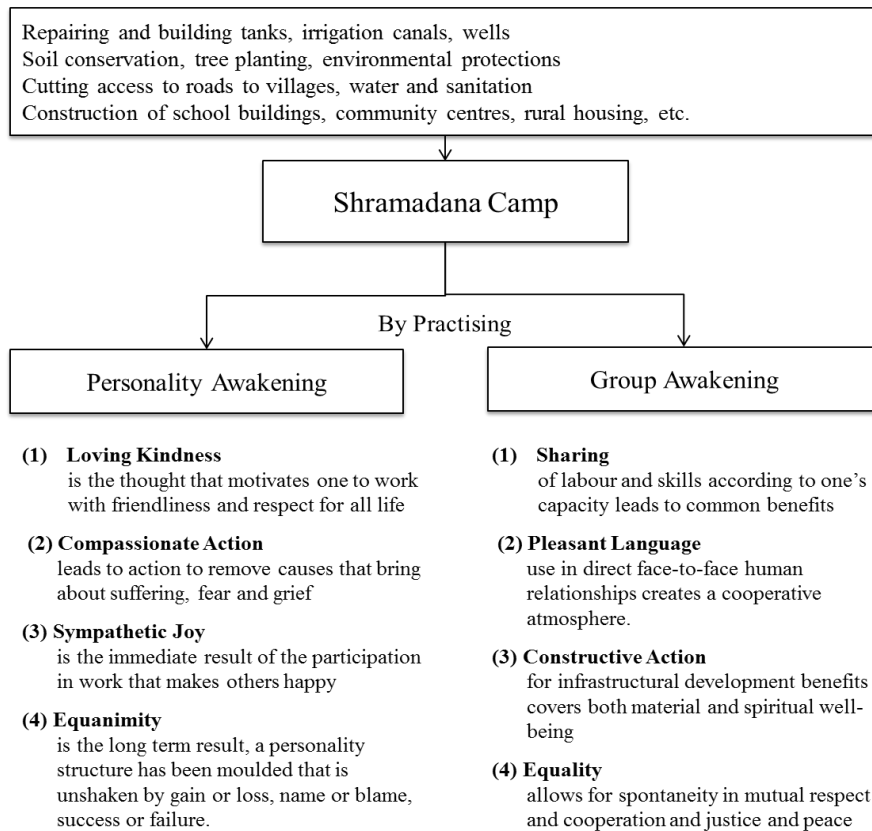 Repairing and building tanks, irrigation canals, wells
Soil conservation, tree planting, environmental protections
Cutting access to roads to villages, water and sanitation
Construction of school buildings, community centres, rural housing, etc.
Shramadana Camp
By Practising
Personality Awakening
(1) Loving Kindness
is the thought that motivates one to work
with friendliness and respect for all life
(2) Compassionate Action
leads to action to remove causes that bring
about suffering, fear and grief
(3) Sympathetic Joy
is the immediate result of the participation
in work that makes others happy
(4) Equanimity
is the long term result, a personality
structure has been moulded that is
unshaken by gain or loss, name or blame,
success or failure.
Group Awakening
(1) Sharing
of labour and skills according to one's
capacity leads to common benefits
(2) Pleasant Language
use in direct face-to-face human
relationships creates a cooperative
atmosphere.
(3) Constructive Action
for infrastructural development benefits
covers both material and spiritual well-
being
(4) Equality
allows for spontaneity in mutual respect
and cooperation and justice and peace